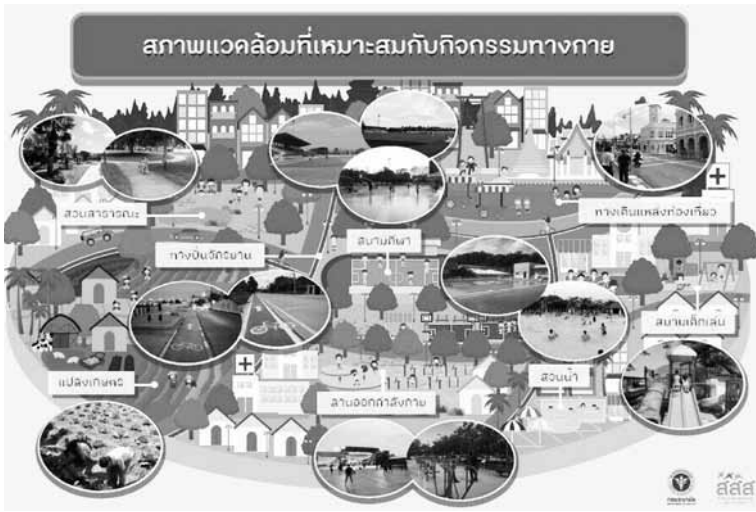 สภาพแวดล้อมที่เหมาะสมกับกิจกรรมทางกาย
สวนสาธารณะ
ทางเดินแหล่งท่องเที่ยว
สนามกีฬา
ทางปั่นจักรยาน
สนามเด็กเล่น
แปลงเกษตร
สวนน้ำ
ลานออกกำลังกาย
สสส